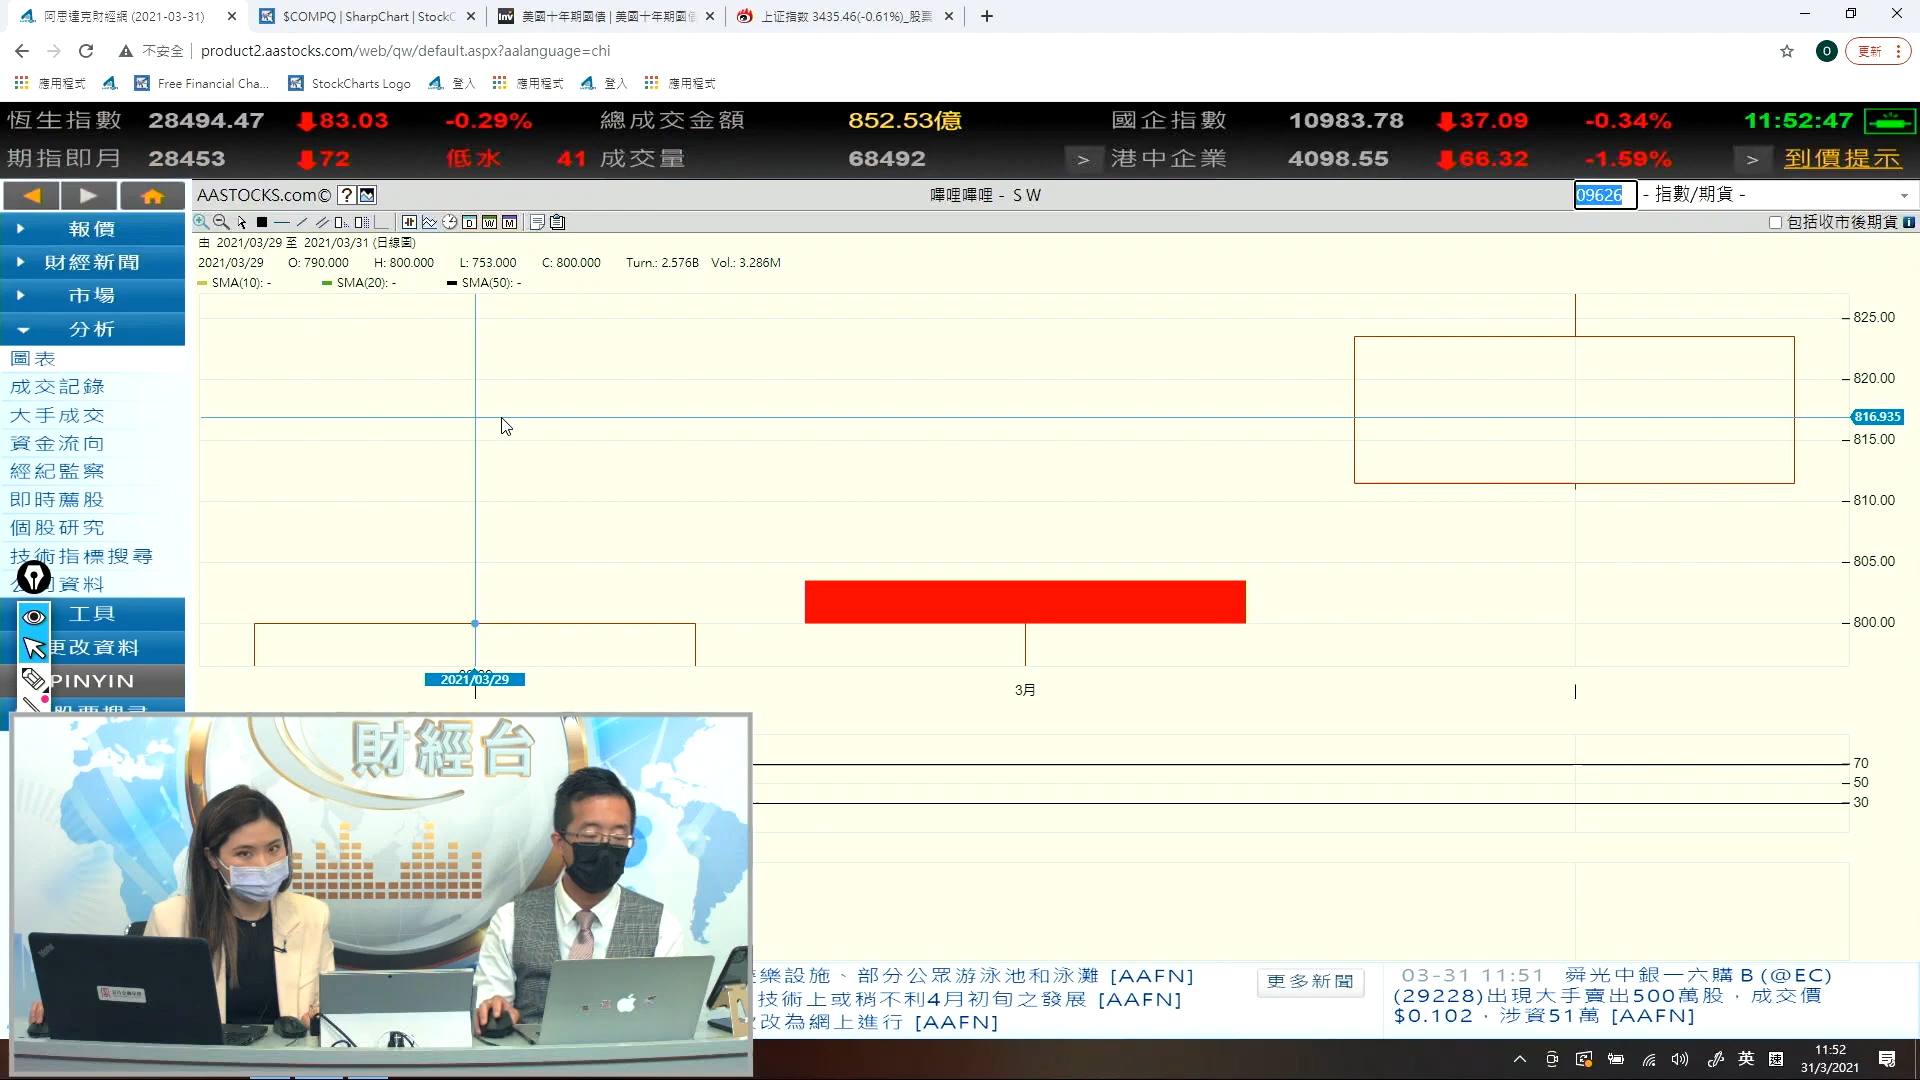 阿思達克財經網 (2021-03-31)
$COMPQ | SharpChart | StockC
美國十年期國債 | 美國十年期國債
上证指数 3435.46(-0.61%)_股票
不安全
product2.aastocks.com/web/qw/default.aspx?aalanguage=chi
更新
應用程式
Free Financial Cha...
StockCharts Logo
登入
應用程式
登入
應用程式
恆生指數 28494.47 83.03 -0.29% 總成交金額 852.53億 國企指數 10983.78 37.09 -0.34% 11:52:47
期指即月 28453 72 低水 41 成交量 68492 > 港中企業 4098.55 66.32 -1.59% > 到價提示
AASTOCKS.com© ? 嗶哩嗶哩 - S W 09626 - 指數/期貨 -
包括收市後期貨
由 2021/03/29 至 2021/03/31 (日線圖)
2021/03/29 O: 790.000 H: 800.000 L: 753.000 C: 800.000 Turn.: 2.576B Vol.: 3.286M
SMA(10): - SMA(20): - SMA(50): -
報價
財經新聞
市場
分析
圖表
成交記錄
大手成交
資金流向
經紀監察
即時薦股
個股研究
技術指標搜尋
資料
工具
更改資料
PINYIN
825.00
820.00
816.935
815.00
810.00
805.00
800.00
2021/03/29
3月
70
50
30
財經台
樂設施、部分公眾游泳池和泳灘 [AAFN]
技術上或稍不利4月初旬之發展 [AAFN]
改為網上進行 [AAFN]
更多新聞
03-31 11:51 舜光中銀一六購B(@EC)
(29228)出現大手賣出500萬股，成交價
$0.102，涉資51萬 [AAFN]
英
11:52
31/3/2021